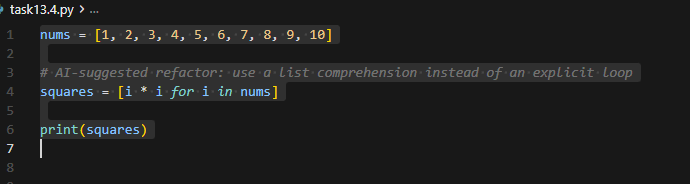 task13.4.py > ...
1 nums = [1, 2, 3, 4, 5, 6, 7, 8, 9, 10]
2
3 # AI-suggested refactor: use a list comprehension instead of an explicit loop
4 squares = [i * i for i in nums]
5
6 print(squares)
7
8